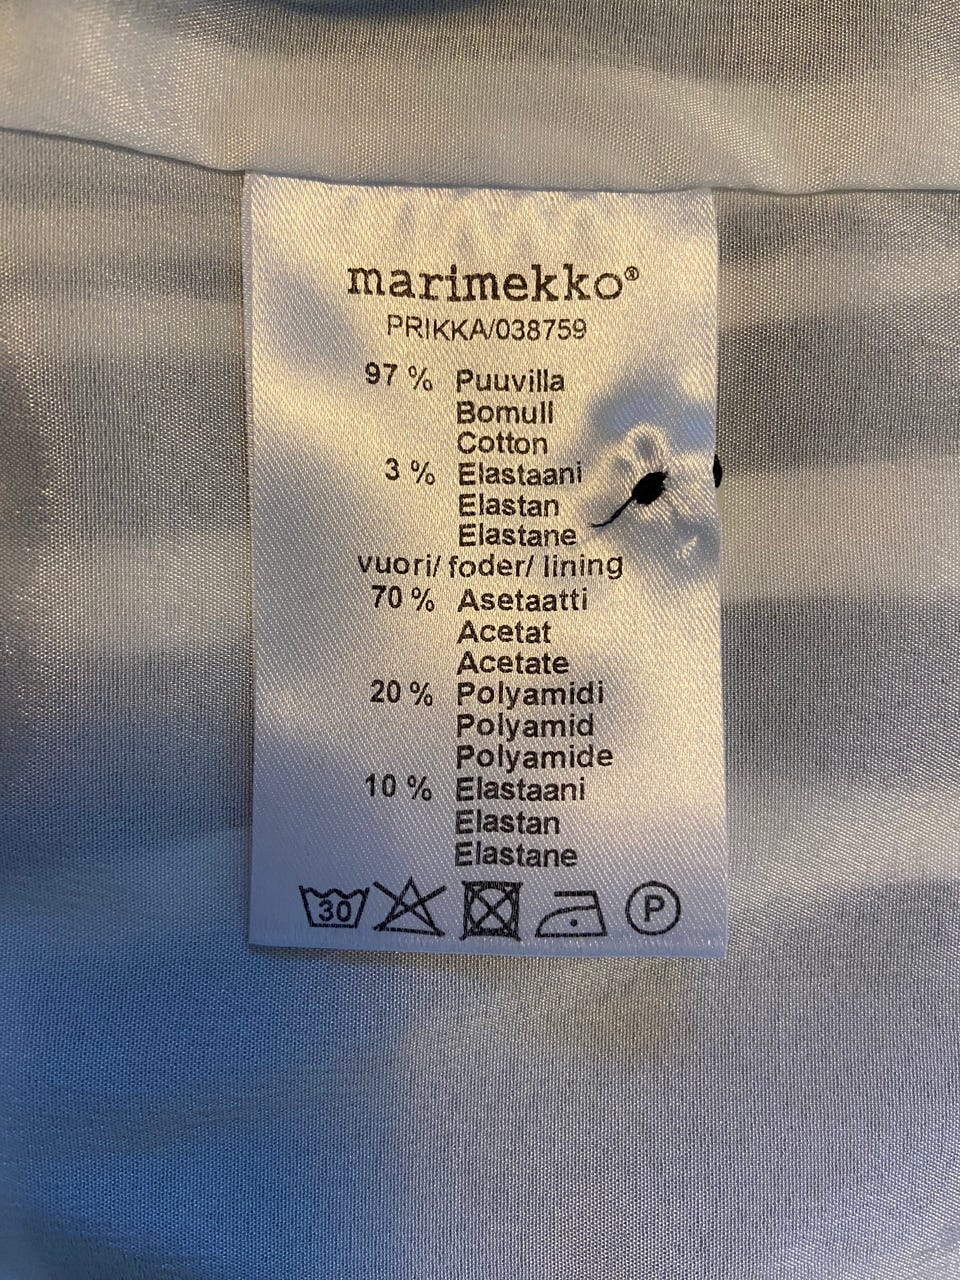 marimekko®
PRIKKA/038759
97 % Puuvilla
Bomull
Cotton
3 % Elastaani
Elastan
Elastane
vuori/ foder/ lining
70 % Asetaatti
Acetat
Acetate
20 % Polyamidi
Polyamid
Polyamide
10 % Elastaani
Elastan
Elastane
30 P